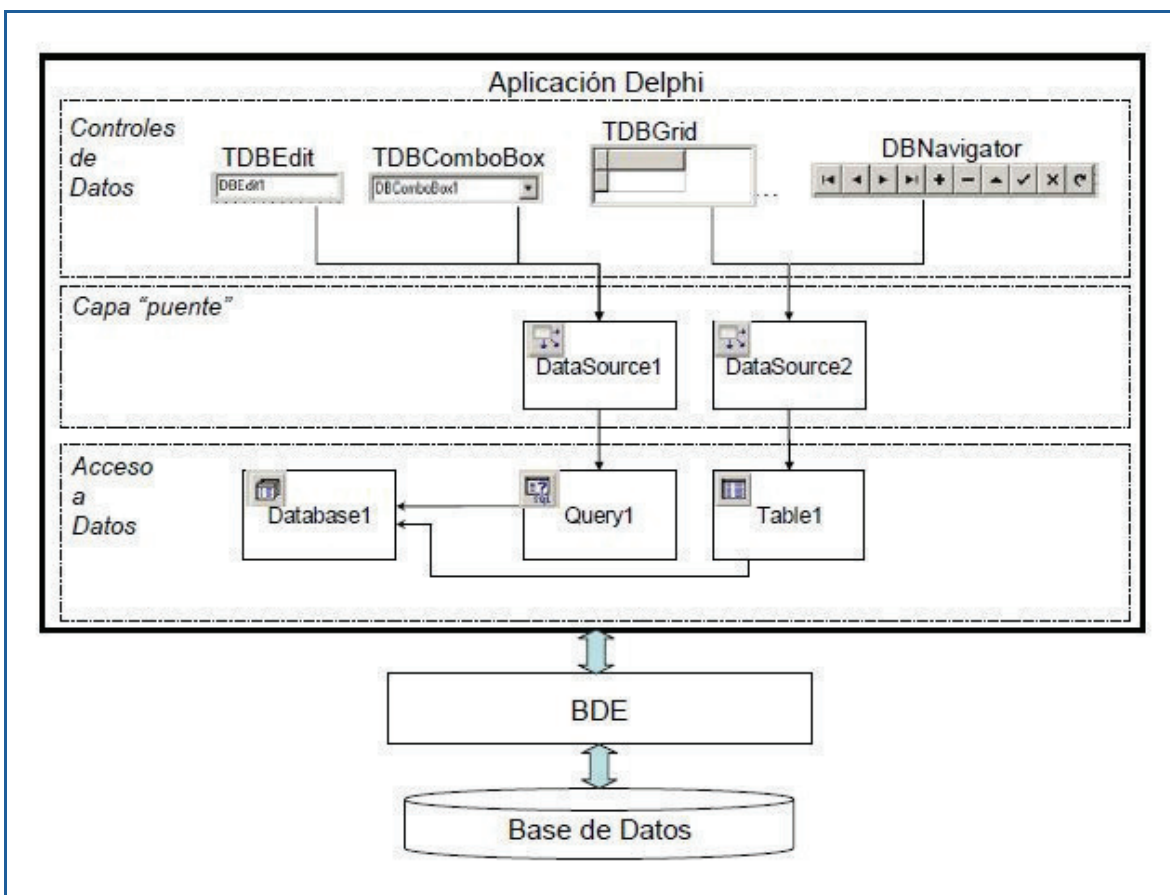 Aplicación Delphi
Controles
de
Datos
TDBEdit
DBEdit1
TDBComboBox
DBComboBox1
TDBGrid
...
DBNavigator
Capa “puente”
DataSource1
DataSource2
Acceso
a
Datos
Database1
SQL
Query1
Table1
BDE
Base de Datos